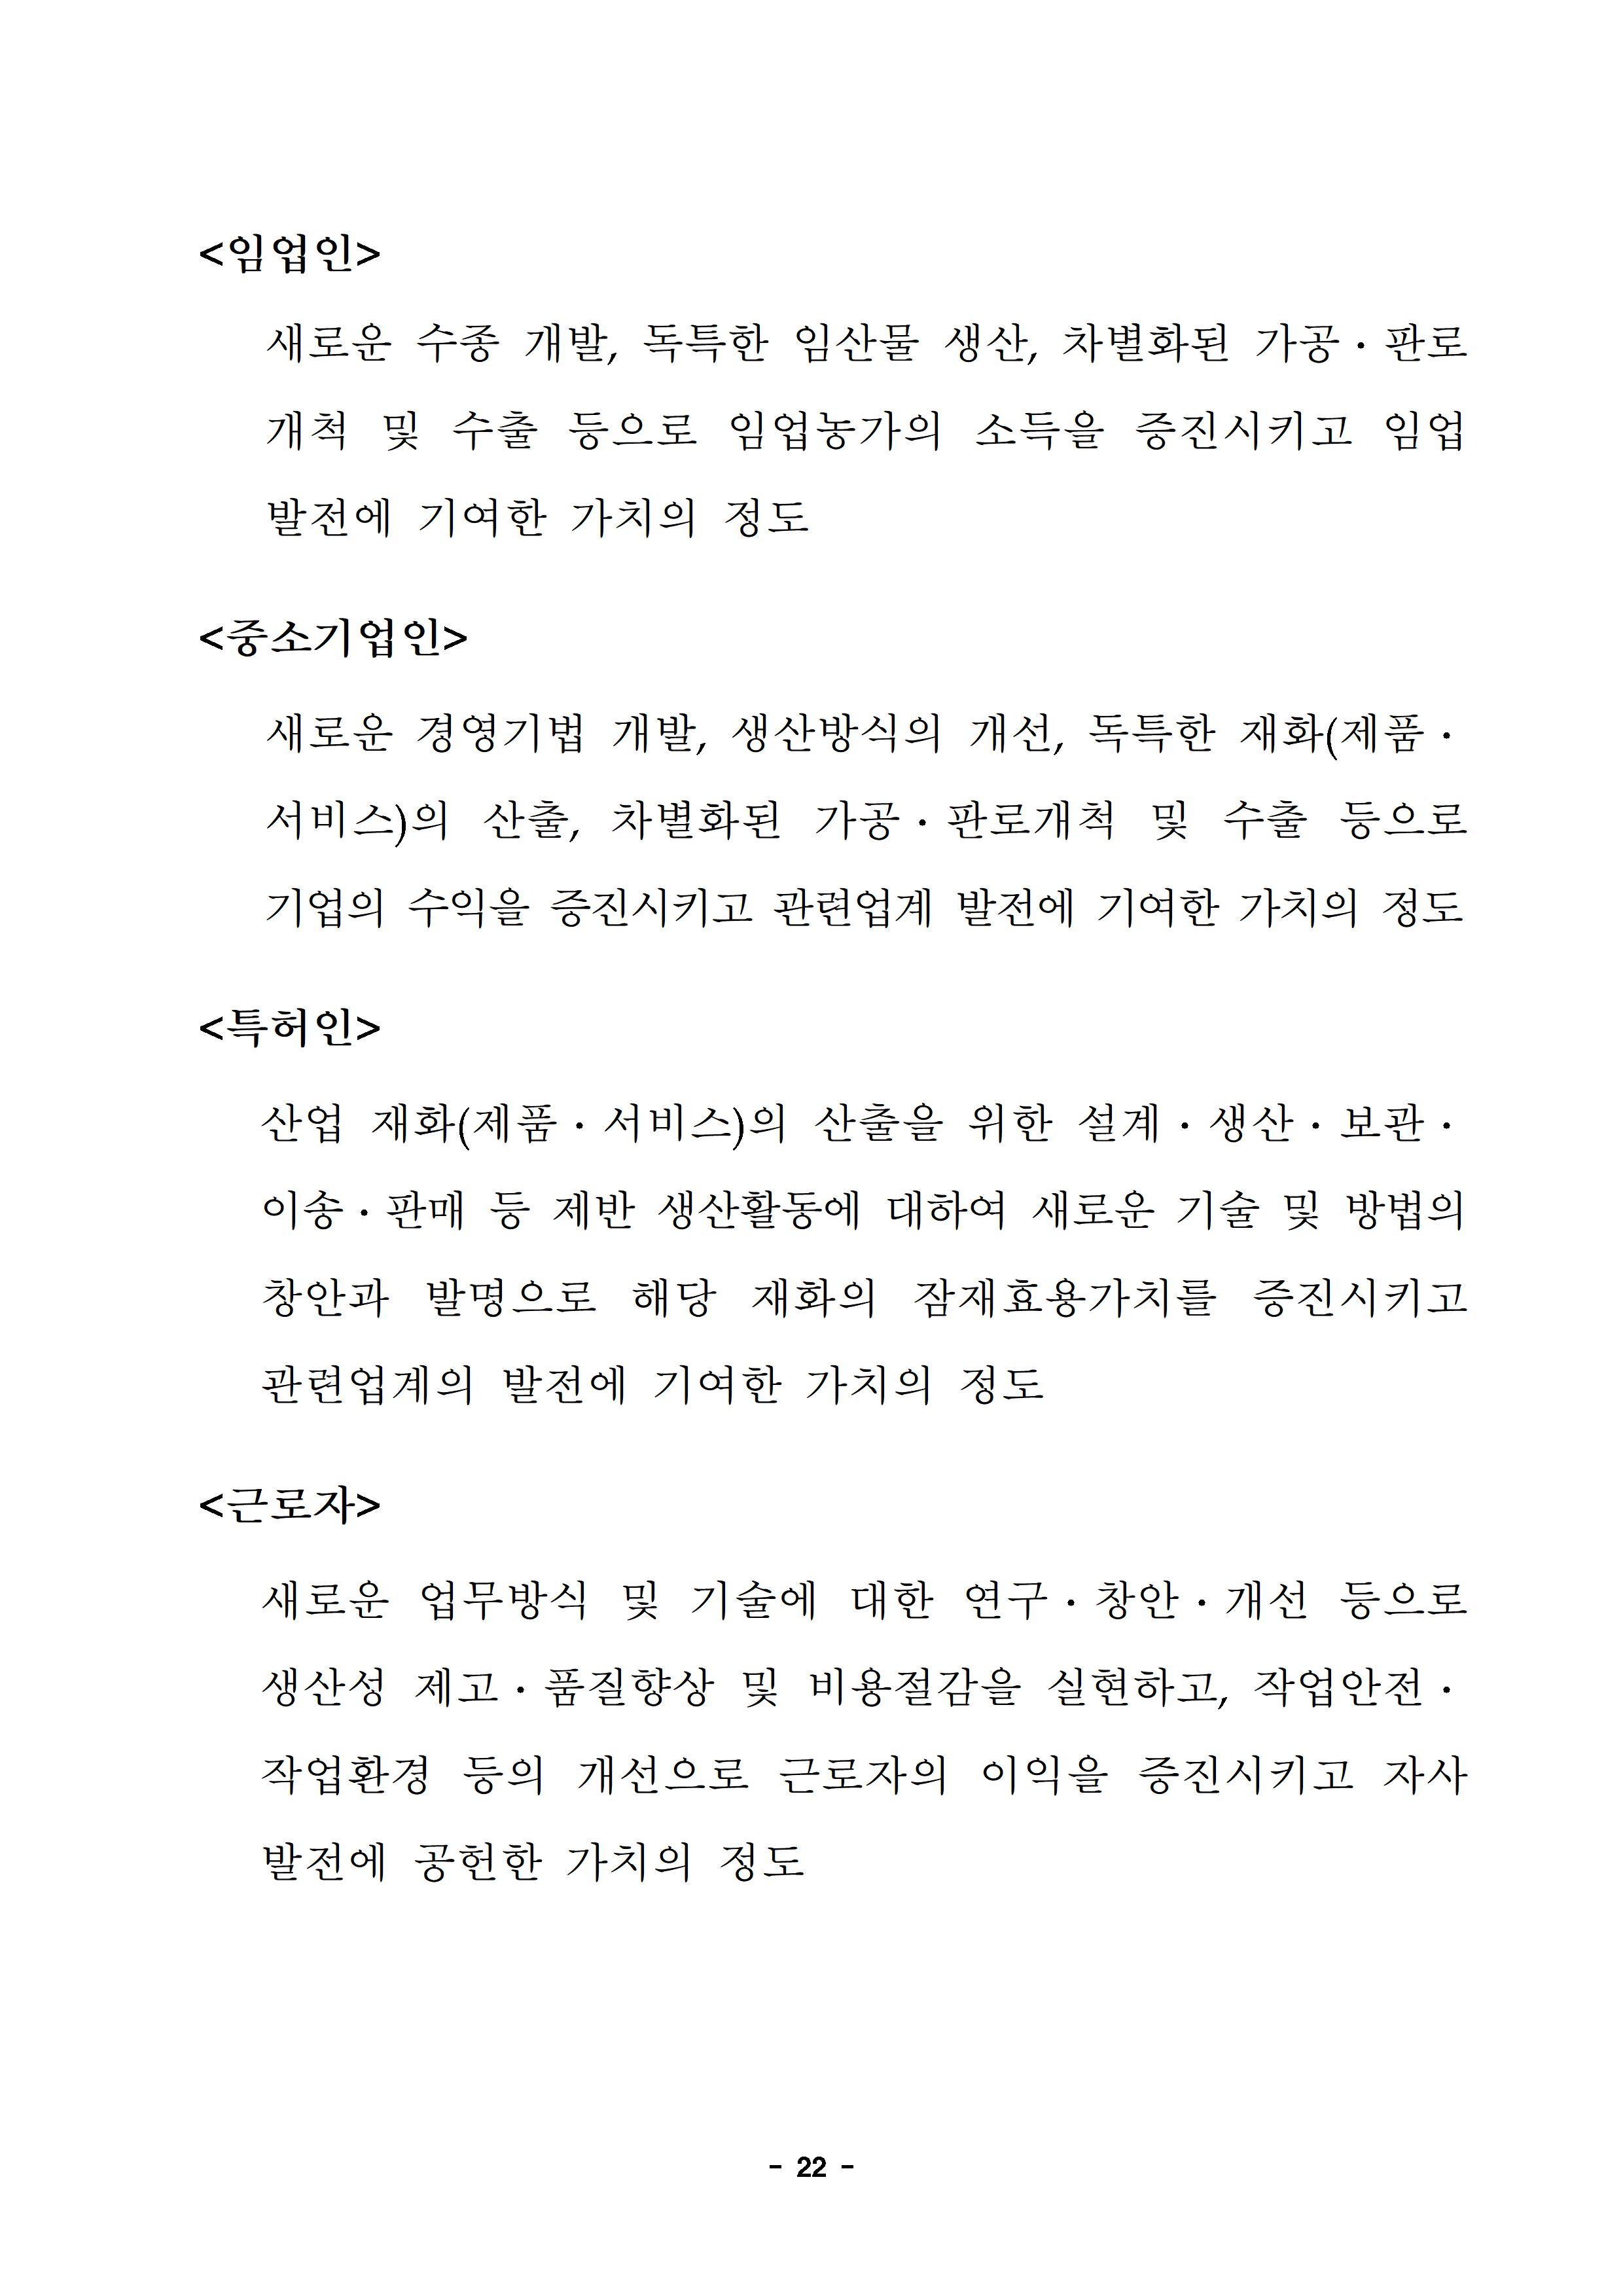 <임업인>
새로운 수종 개발, 독특한 임산물 생산, 차별화된 가공·판로
개척 및 수출 등으로 임업농가의 소득을 증진시키고 임업
발전에 기여한 가치의 정도
<중소기업인>
새로운 경영기법 개발, 생산방식의 개선, 독특한 재화(제품·
서비스)의 산출, 차별화된 가공·판로개척 및 수출 등으로
기업의 수익을 증진시키고 관련업계 발전에 기여한 가치의 정도
<특허인>
산업 재화(제품·서비스)의 산출을 위한 설계·생산·보관·
이송·판매 등 제반 생산활동에 대하여 새로운 기술 및 방법의
창안과 발명으로 해당 재화의 잠재효용가치를 증진시키고
관련업계의 발전에 기여한 가치의 정도
<근로자>
새로운 업무방식 및 기술에 대한 연구·창안·개선 등으로
생산성 제고·품질향상 및 비용절감을 실현하고, 작업안전·
작업환경 등의 개선으로 근로자의 이익을 증진시키고 자사
발전에 공헌한 가치의 정도
- 22 -